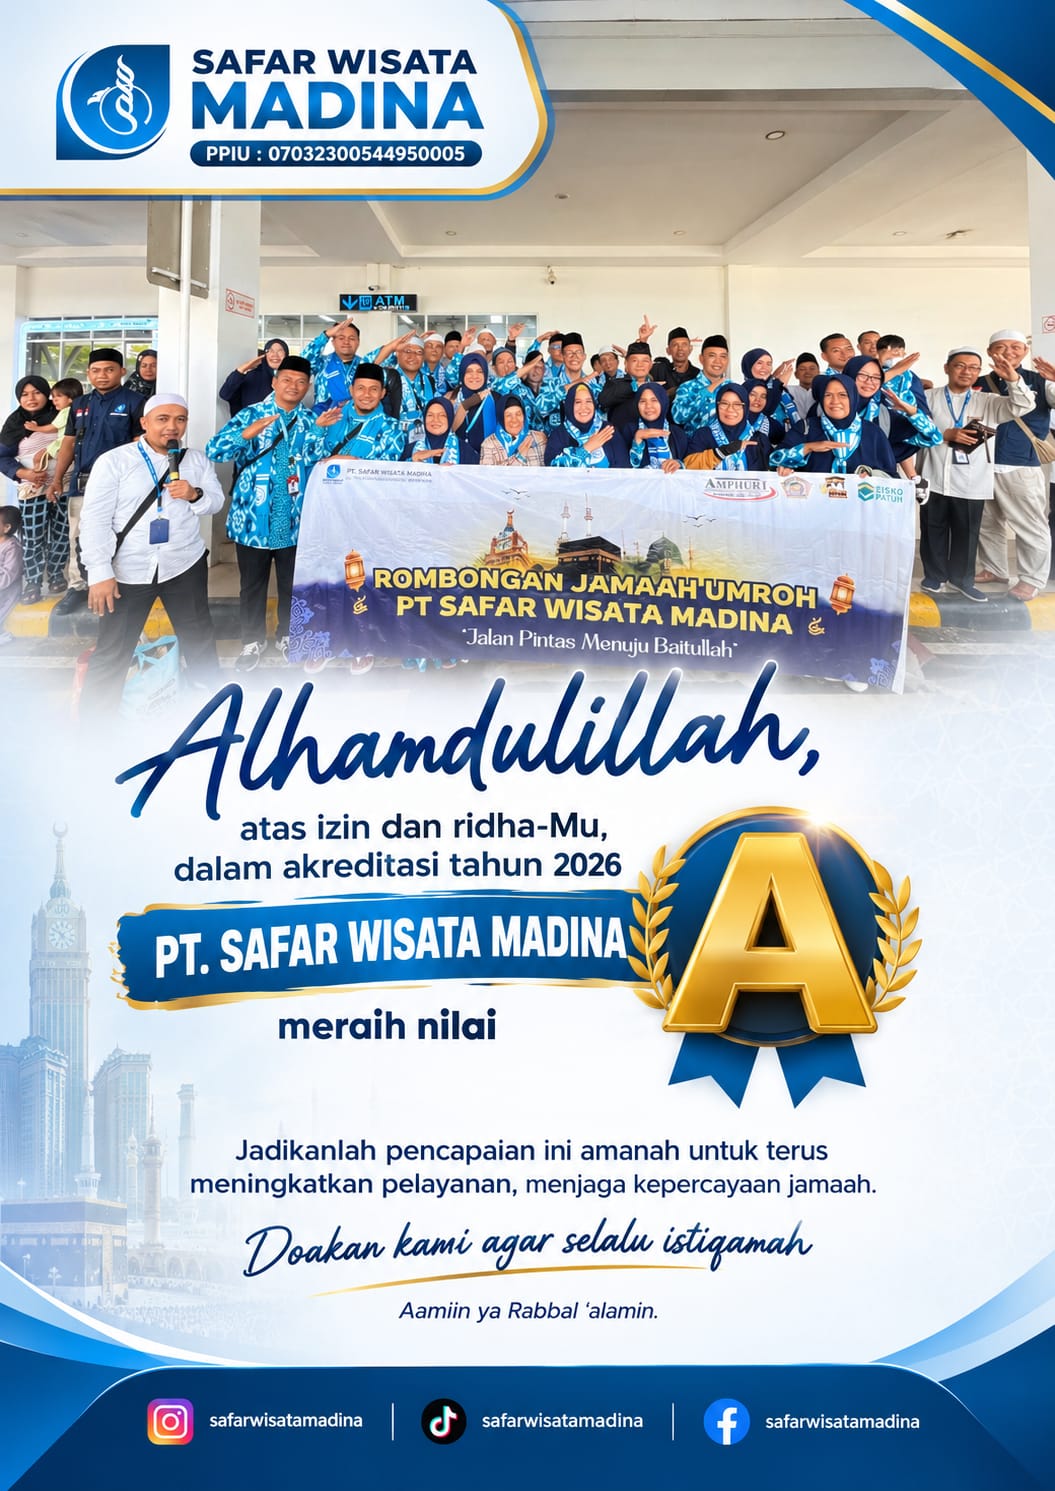 SAFAR WISATA
MADINA
PPIU : 07032300544950005
ATM
PT. SAFAR WISATA MADINA
AMPHURI
SISKO
PATUH
ROMBONGAN JAMAAH UMROH
PT SAFAR WISATA MADINA
"Jalan Pintas Menuju Baitullah"
Alhamdulillah,
atas izin dan ridha-Mu,
dalam akreditasi tahun 2026
PT. SAFAR WISATA MADINA
A
meraih nilai
Jadikanlah pencapaian ini amanah untuk terus
meningkatkan pelayanan, menjaga kepercayaan jamaah.
Doakan kami agar selalu istiqamah
Aamiin ya Rabbal 'alamin.
safarwisatamadina
safarwisatamadina
safarwisatamadina